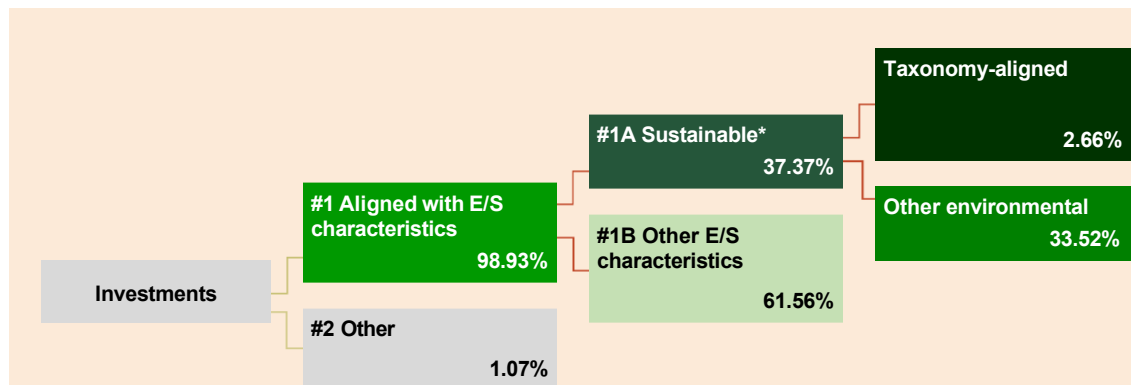 Taxonomy-aligned
2.66%
#1A Sustainable*
37.37%
#1 Aligned with E/S
characteristics
98.93%
Other environmental
33.52%
#1B Other E/S
characteristics
61.56%
Investments
#2 Other
1.07%